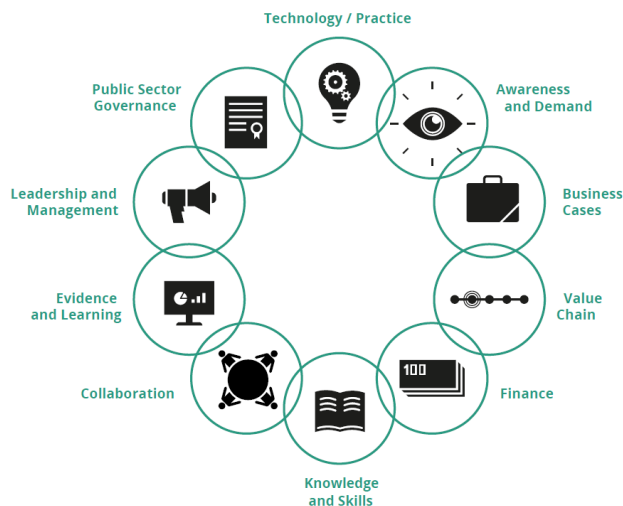 Technology / Practice
Awareness
and Demand
Business
Cases
Value
Chain
100
Finance
Knowledge
and Skills
Collaboration
Evidence
and Learning
Leadership and
Management
Public Sector
Governance